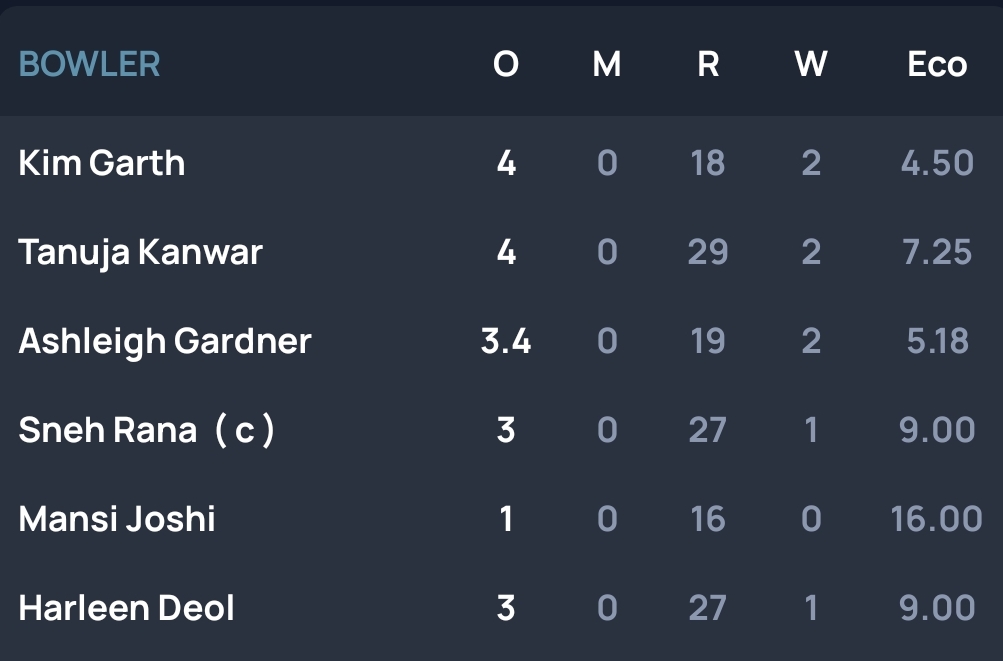 BOWLER O M R W Eco
Kim Garth 4 0 18 2 4.50
Tanuja Kanwar 4 0 29 2 7.25
Ashleigh Gardner 3.4 0 19 2 5.18
Sneh Rana ( c ) 3 0 27 1 9.00
Mansi Joshi 1 0 16 0 16.00
Harleen Deol 3 0 27 1 9.00